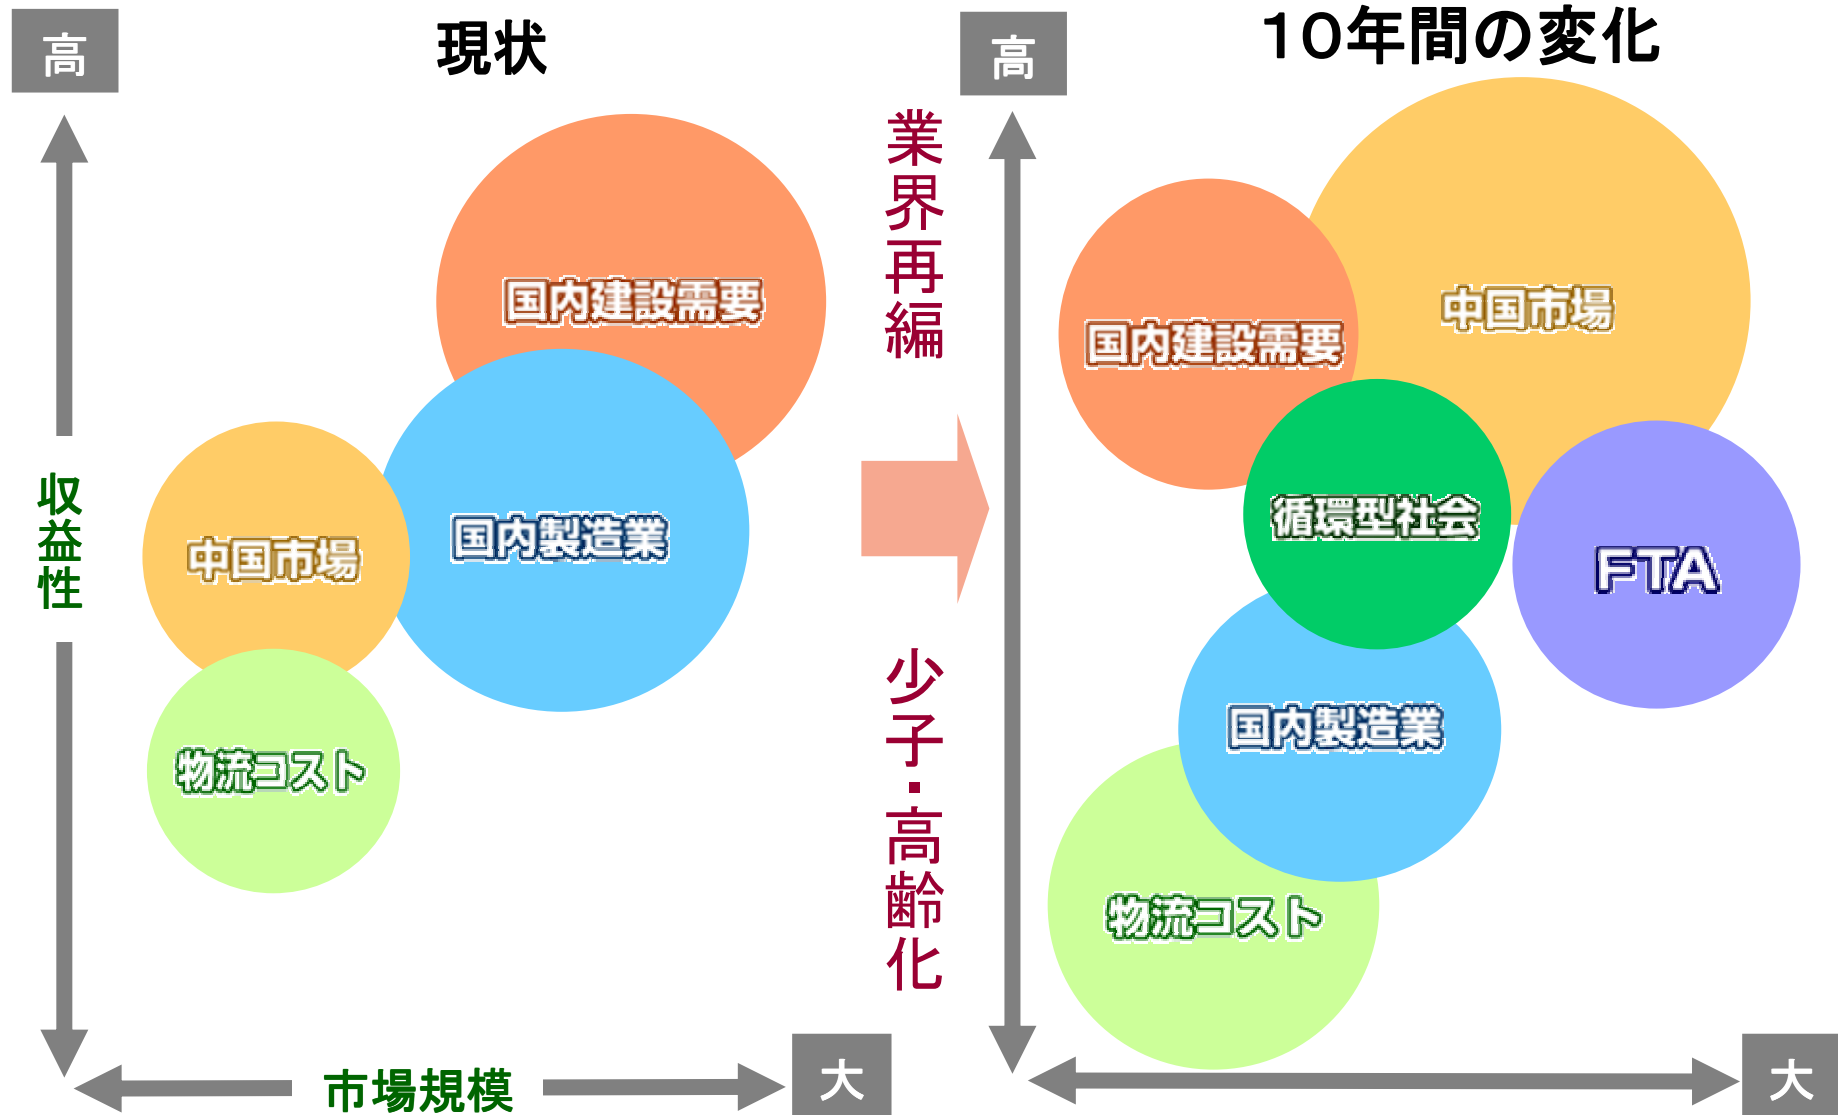 現状
高
国内建設需要
国内製造業
中国市場
物流コスト
収益性
市場規模
大
業界再編
少子・高齢化
10年間の変化
高
中国市場
国内建設需要
循環型社会
FTA
国内製造業
物流コスト
大